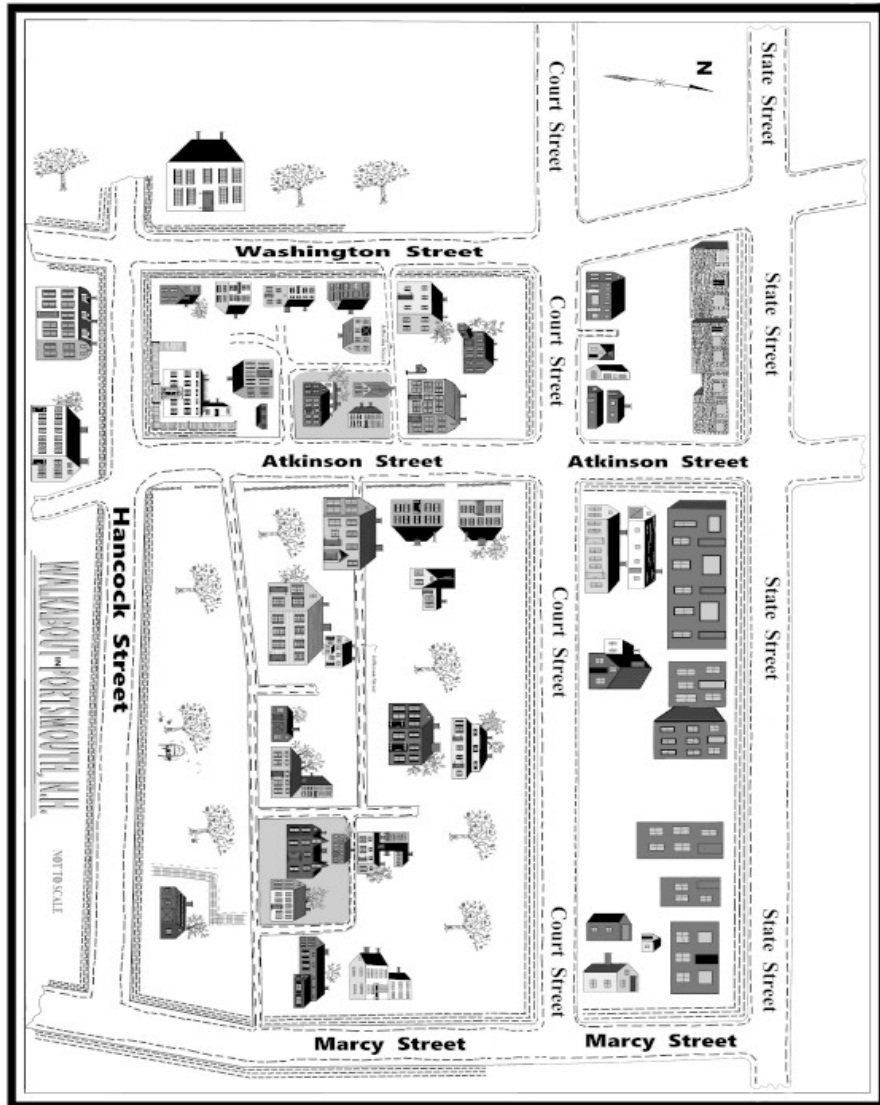 State Street
Court Street
N
Washington Street
Court Street
State Street
Atkinson Street
Atkinson Street
Hancock Street
Court Street
State Street
WALKABOUT IN PORTSMOUTH, N.H.
NOT TO SCALE
Court Street
State Street
Marcy Street
Marcy Street